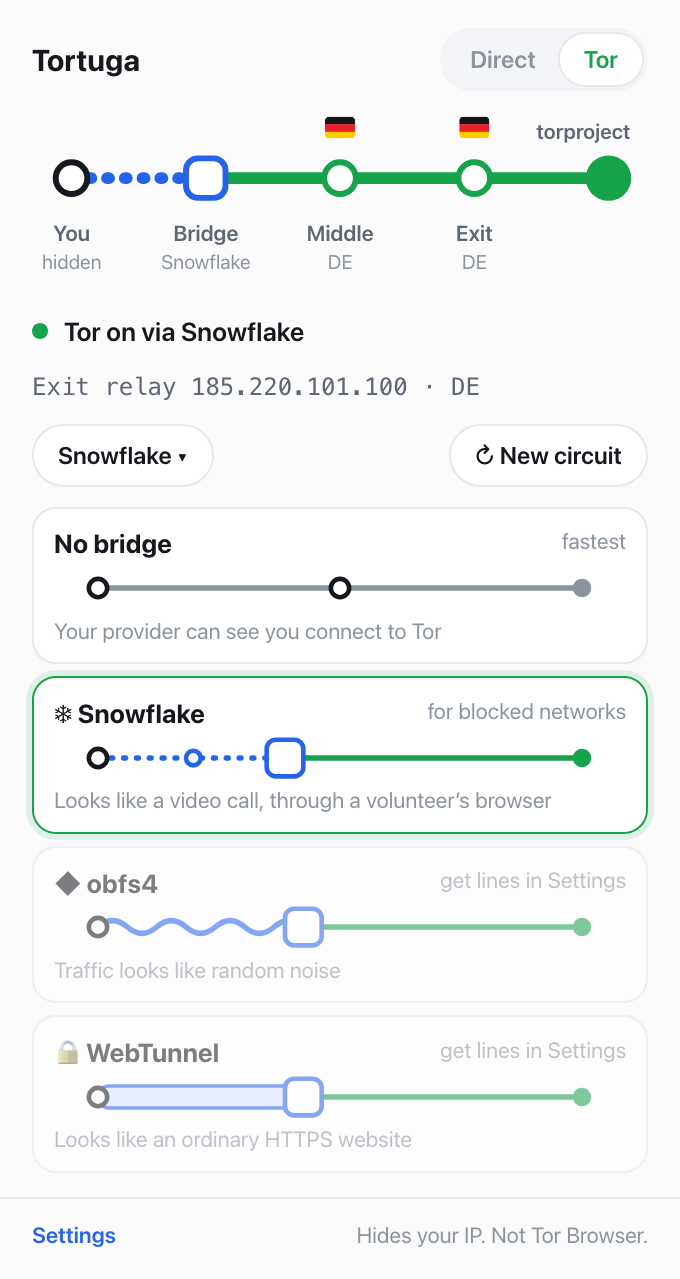 Tortuga
Direct
Tor
torproject
You
Bridge
Middle
Exit
hidden
Snowflake
DE
DE
Tor on via Snowflake
Exit relay 185.220.101.100 · DE
Snowflake ▾
↻ New circuit
No bridge
fastest
Your provider can see you connect to Tor
❄ Snowflake
for blocked networks
Looks like a video call, through a volunteer’s browser
◆ obfs4
get lines in Settings
Traffic looks like random noise
🔒 WebTunnel
get lines in Settings
Looks like an ordinary HTTPS website
Settings
Hides your IP. Not Tor Browser.